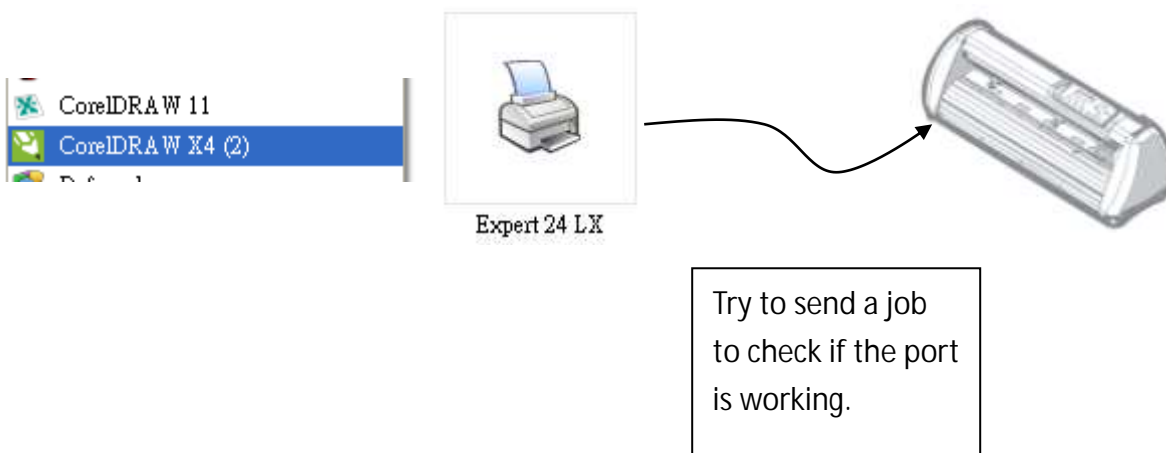 CorelDRAW 11
CorelDRAW X4 (2)
Expert 24 LX
Try to send a job
to check if the port
is working.